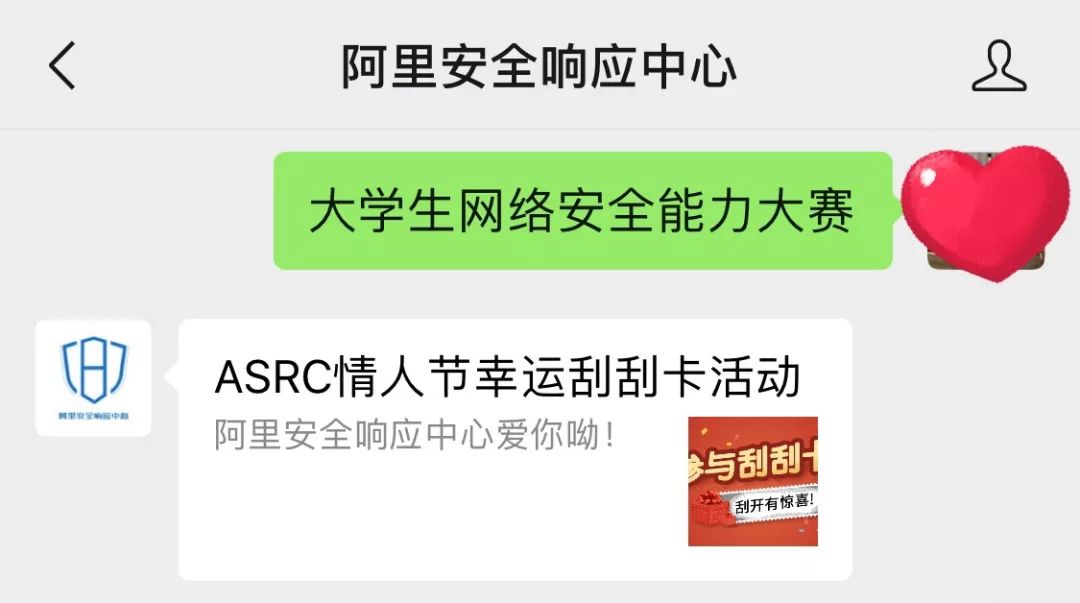 阿里安全响应中心
大学生网络安全能力大赛
阿里安全响应中心
ASRC情人节幸运刮刮卡活动
阿里安全响应中心爱你呦！
参与刮刮卡
刮开有惊喜!